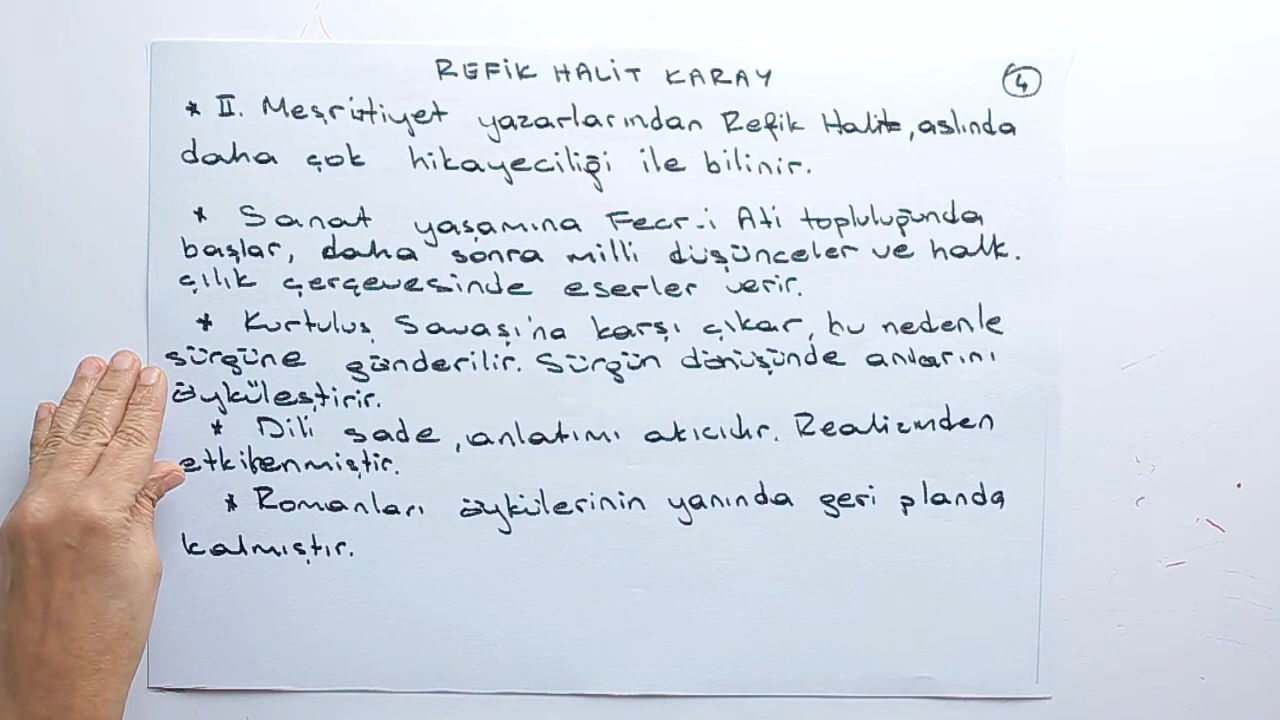 REFİK HALİT KARAY
4
* II. Meşrutiyet yazarlarından Refik Halit, aslında
daha çok hikayeciliği ile bilinir.
* Sanat yaşamına Fecr-i Ati topluluğunda
başlar, daha sonra milli düşünceler ve halk.
çılık çerçevesinde eserler verir.
* Kurtuluş Savaşı'na karşı çıkar, bu nedenle
sürgüne gönderilir. Sürgün dönüşünde anılarını
öyküleştirir.
* Dili sade, anlatımı akıcıdır. Realizmden
etkilenmiştir.
* Romanları öykülerinin yanında geri planda
kalmıştır.